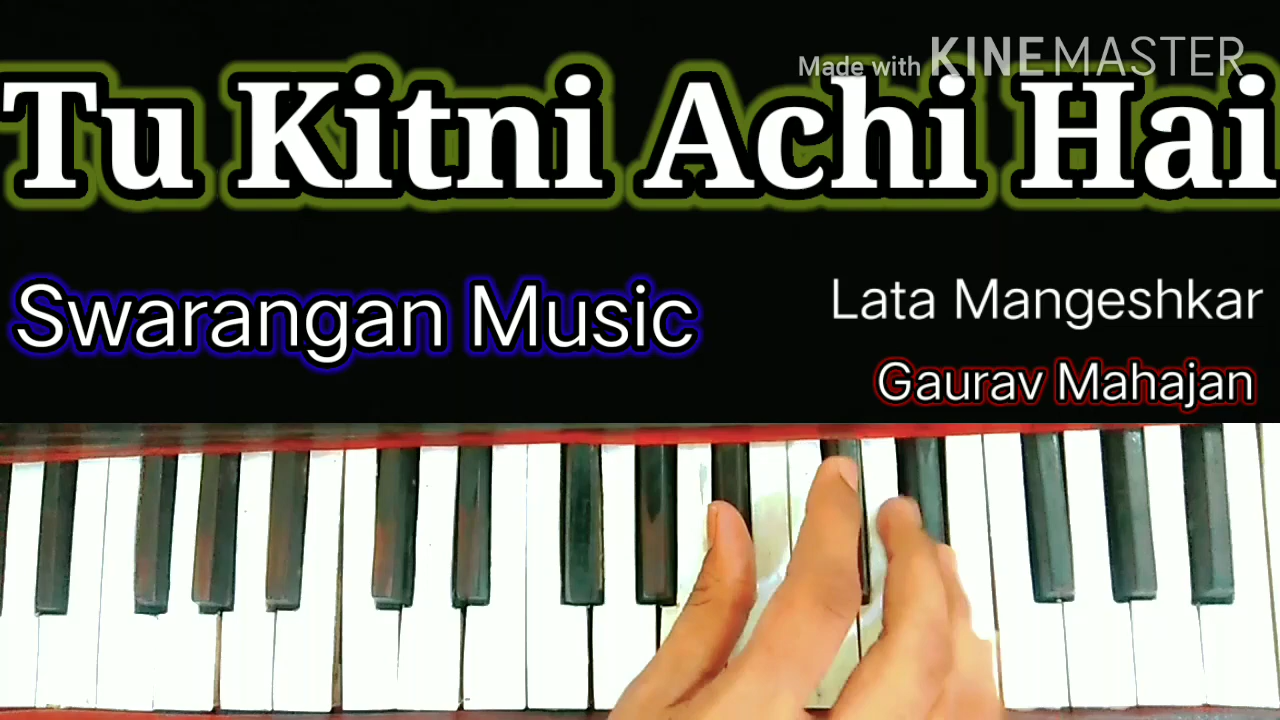 Made with KINEMASTER
Tu Kitni Achi Hai
Swarangan Music
Lata Mangeshkar
Gaurav Mahajan